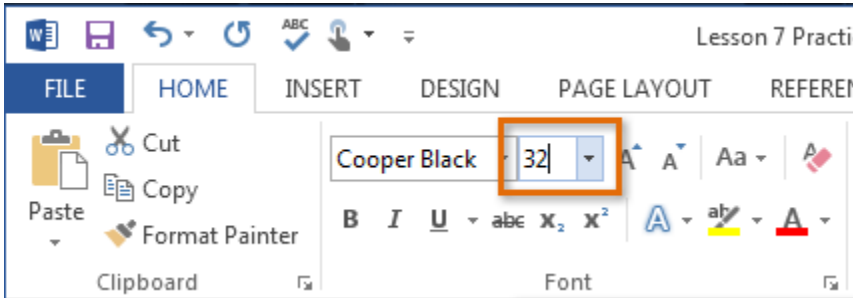 ABC Lesson 7 Practi
FILE HOME INSERT DESIGN PAGE LAYOUT REFEREN
Cut
Cooper Black 32 A A Aa
Copy
Paste
B I U abc X₂ X² A ab A
Format Painter
Clipboard Font